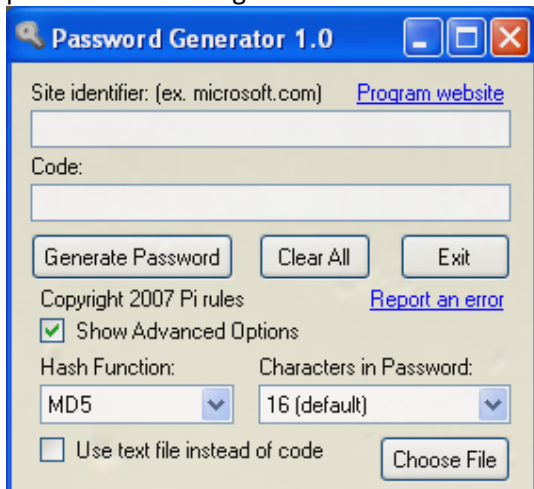 Password Generator 1.0
Site identifier: (ex. microsoft.com) Program website
Code:
Generate Password Clear All Exit
Copyright 2007 Pi rules Report an error
Show Advanced Options
Hash Function: Characters in Password:
MD5 16 (default)
Use text file instead of code Choose File